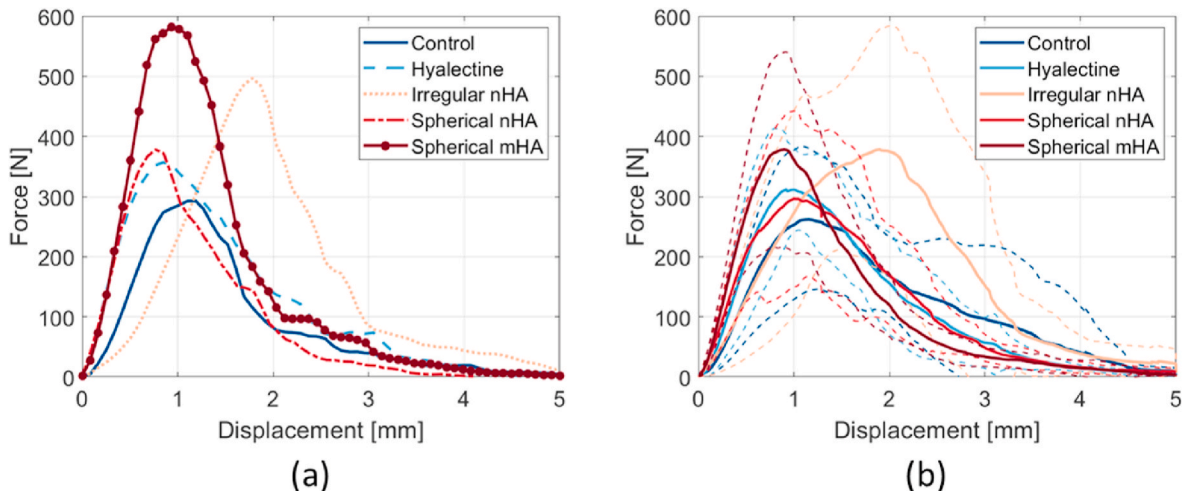 600
500
400
300
200
100
0
Force [N]
Control
Hyalectine
Irregular nHA
Spherical nHA
Spherical mHA
0 1 2 3 4 5
Displacement [mm]
(a)
600
500
400
300
200
100
0
Force [N]
Control
Hyalectine
Irregular nHA
Spherical nHA
Spherical mHA
0 1 2 3 4 5
Displacement [mm]
(b)